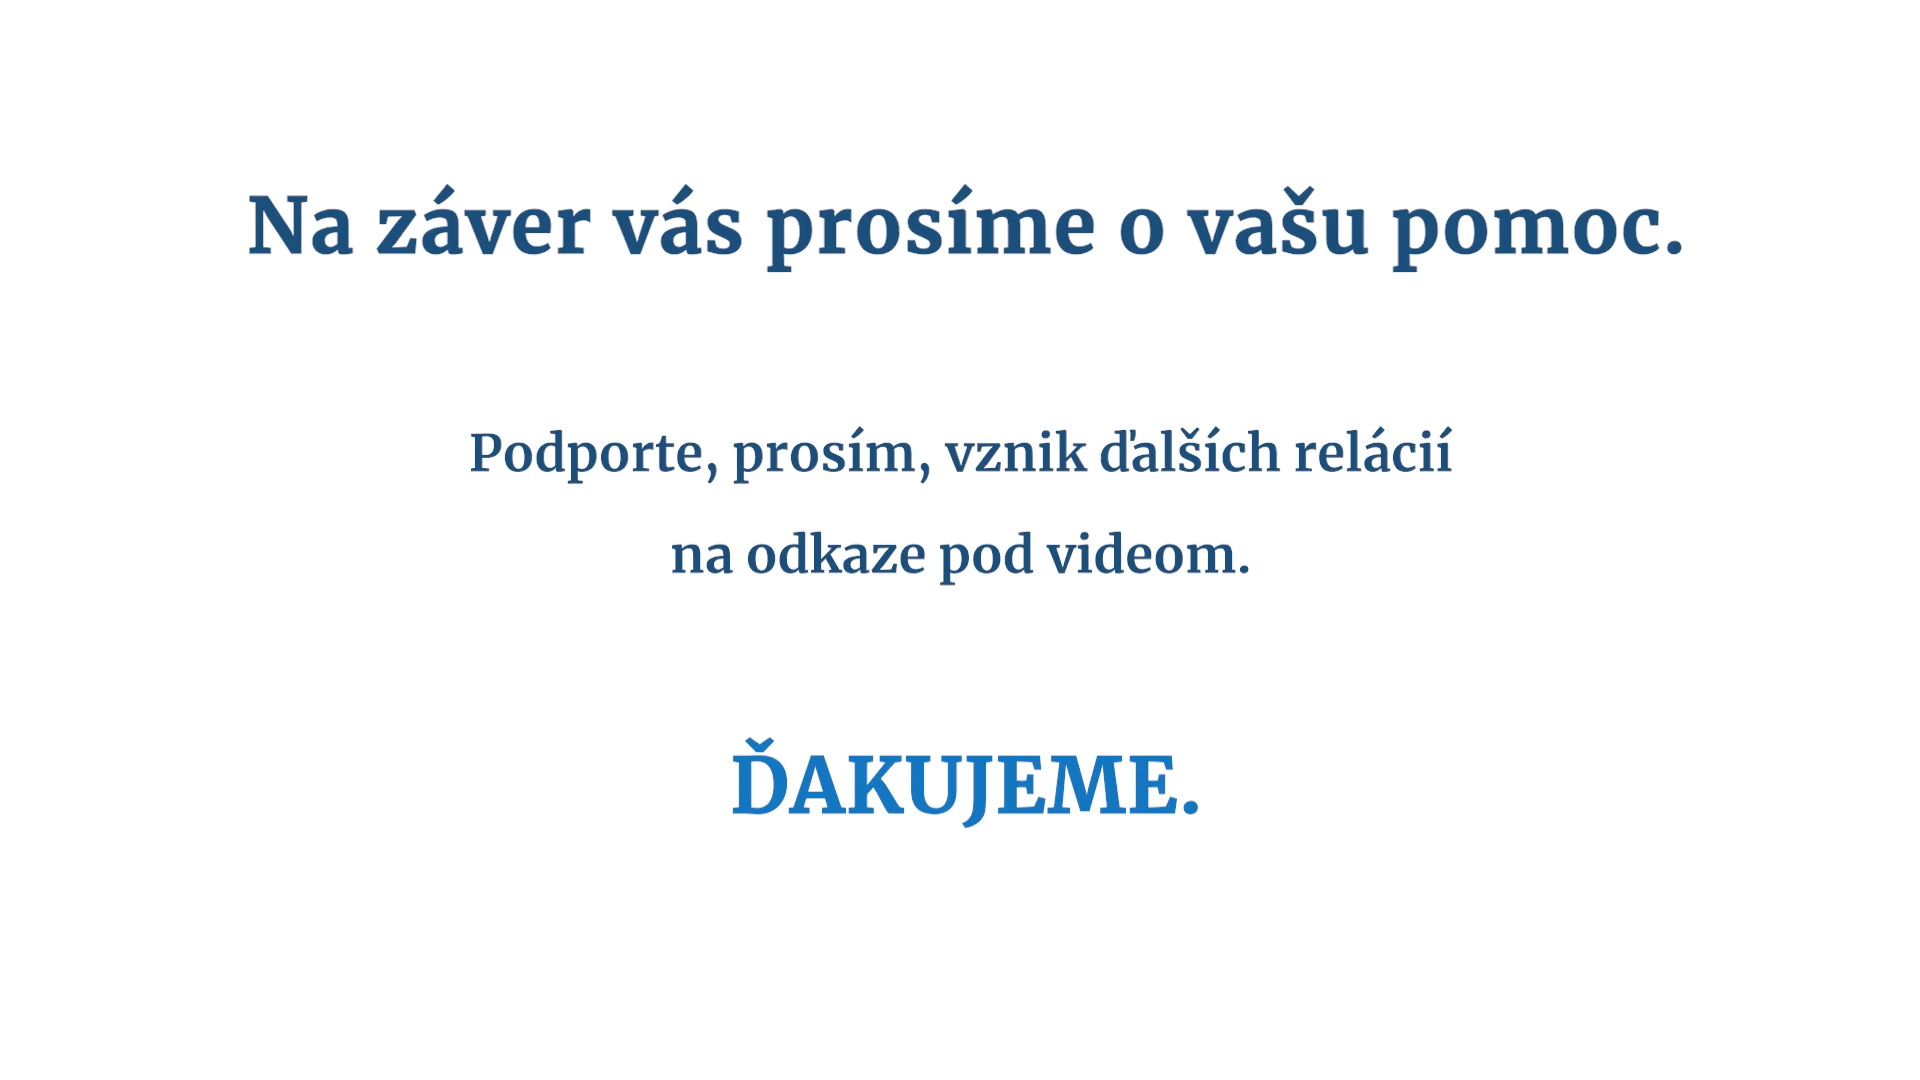 Na záver vás prosíme o vašu pomoc.
Podporte, prosím, vznik ďalších relácií
na odkaze pod videom.
ĎAKUJEME.